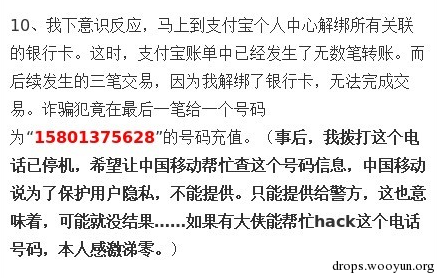 10、我下意识反应，马上到支付宝个人中心解绑所有关联
的银行卡。这时，支付宝账单中已经发生了无数笔转账。而
后续发生的三笔交易，因为我解绑了银行卡，无法完成交
易。诈骗犯竟在最后一笔给一个号码
为“15801375628”的号码充值。（事后，我拨打这个电
话已停机，希望让中国移动帮忙查这个号码信息，中国移动
说为了保护用户隐私，不能提供。只能提供给警方，这也意
味着，可能就没结果……如果有大侠能帮忙hack这个电话
号码，本人感激涕零。）
drops.wooyun.org